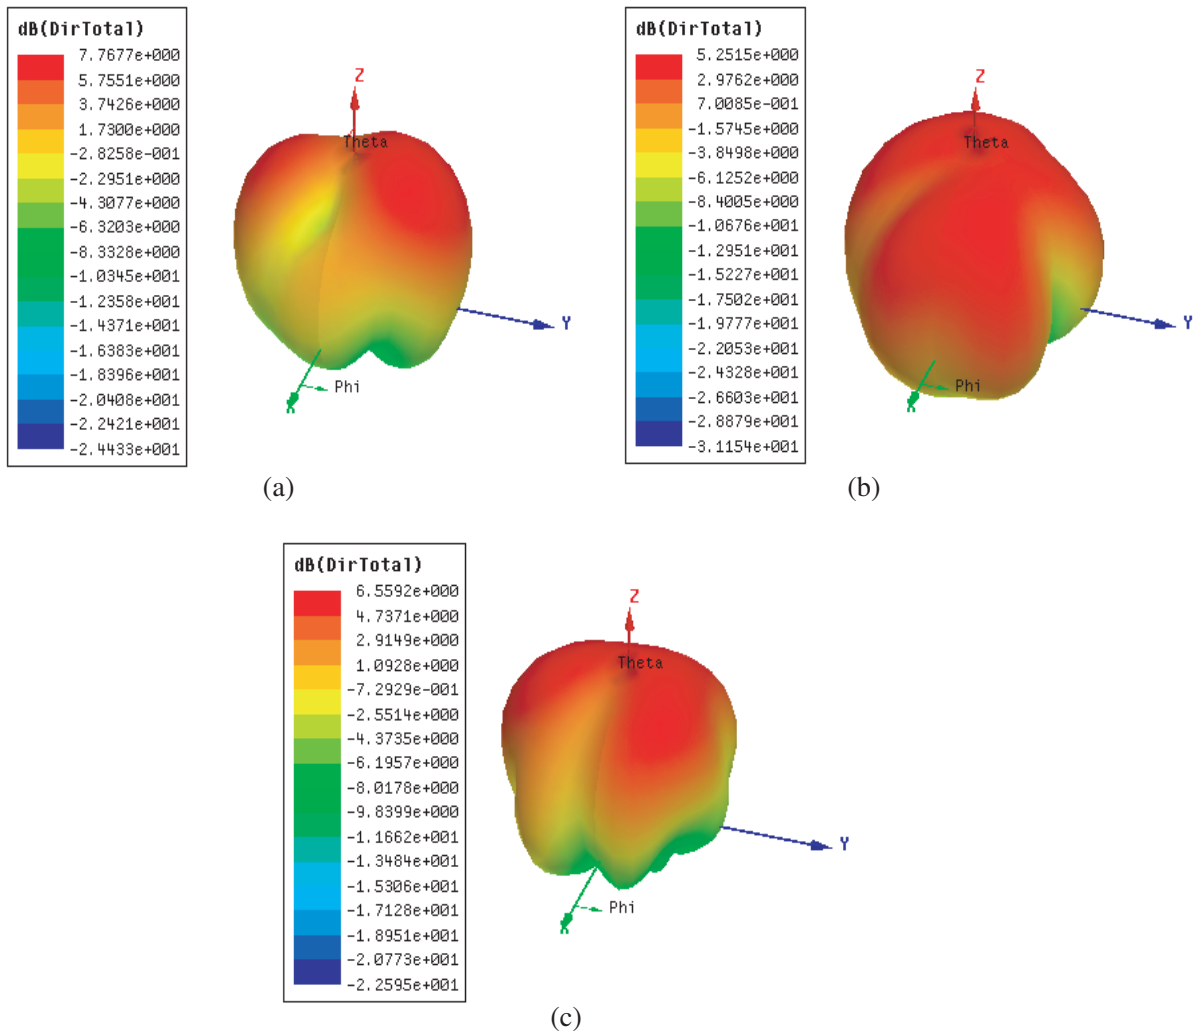 dB(DirTotal)
7.7677e+000
5.7551e+000
3.7426e+000
1.7300e+000
-2.8258e-001
-2.2951e+000
-4.3077e+000
-6.3203e+000
-8.3328e+000
-1.0345e+001
-1.2358e+001
-1.4371e+001
-1.6383e+001
-1.8396e+001
-2.0408e+001
-2.2421e+001
-2.4433e+001
Z
Theta
Y
Phi
X
(a)
dB(DirTotal)
5.2515e+000
2.9762e+000
7.0085e-001
-1.5745e+000
-3.8498e+000
-6.1252e+000
-8.4005e+000
-1.0676e+001
-1.2951e+001
-1.5227e+001
-1.7502e+001
-1.9777e+001
-2.2053e+001
-2.4328e+001
-2.6603e+001
-2.8879e+001
-3.1154e+001
Z
Theta
Y
Phi
X
(b)
dB(DirTotal)
6.5592e+000
4.7371e+000
2.9149e+000
1.0928e+000
-7.2929e-001
-2.5514e+000
-4.3735e+000
-6.1957e+000
-8.0178e+000
-9.8399e+000
-1.1662e+001
-1.3484e+001
-1.5306e+001
-1.7128e+001
-1.8951e+001
-2.0773e+001
-2.2595e+001
Z
Theta
Y
Phi
X
(c)